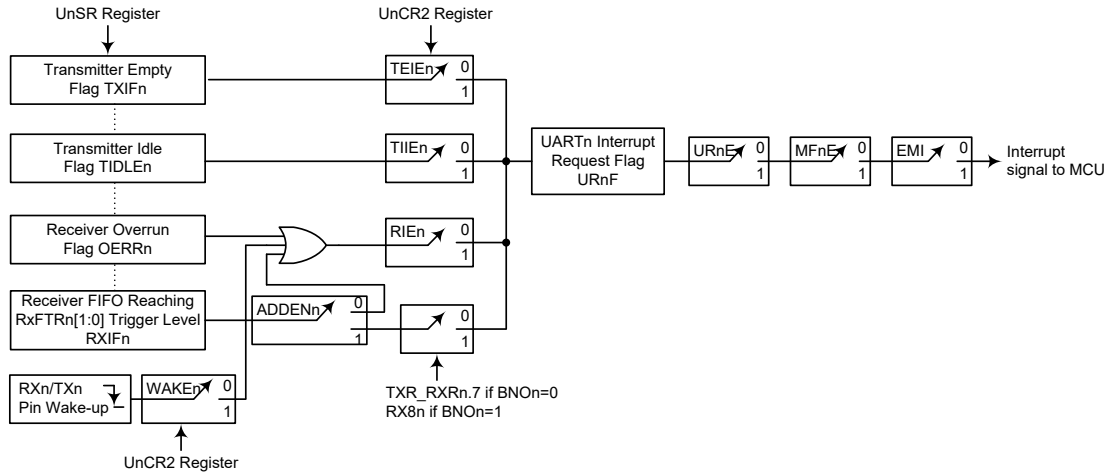 UnSR Register
UnCR2 Register
Transmitter Empty
Flag TXIFn
TEIEn
0
1
Transmitter Idle
Flag TIDLEn
TIIEn
0
1
UARTn Interrupt
Request Flag
URnF
URnE
0
1
MFnE
0
1
EMI
0
1
Interrupt
signal to MCU
Receiver Overrun
Flag OERRn
RIEn
0
1
Receiver FIFO Reaching
RxFTRn[1:0] Trigger Level
RXIFn
ADDENn
0
1
0
1
RXn/TXn
Pin Wake-up
WAKEn
0
1
TXR_RXRn.7 if BNOn=0
RX8n if BNOn=1
UnCR2 Register